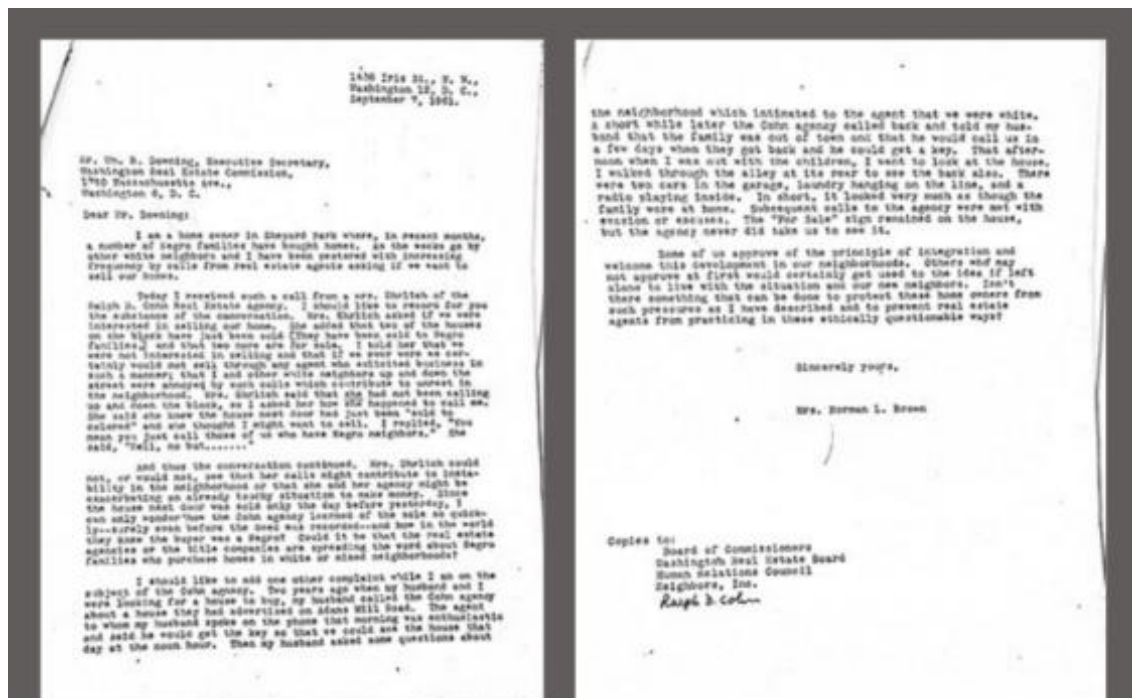 1436 Iris St., N. W.,
Washington 12, D. C.,
September 7, 1961.
Mr. Wm. B. Downing, Executive Secretary,
Washington Real Estate Commission,
Massachusetts Ave.,
Washington 6, D. C.
Dear Mr. Downing:
I am a home owner in Shepard Park where, in recent months,
a number of Negro families have bought homes. As the weeks go by
other white neighbors and I have been pestered with increasing
frequency by calls from real estate agents asking if we want to
sell our homes.
Today I received such a call from a Mrs. Ehrlich of the
Ralph D. Cohn Real Estate Agency. I should like to record for you
the substance of the conversation. Mrs. Ehrlich asked if we were
interested in selling our home. She added that two of the houses
on the block have just been sold (They have been sold to Negro
families.) and that two more are for sale. I told her that we
were not interested in selling and that if we ever were we cer-
tainly would not sell through any agent who solicited business in
such a manner; that I and other white neighbors up and down the
street were annoyed by such calls which contribute to unrest in
the neighborhood. Mrs. Ehrlich said that she had not been calling
up and down the block, so I asked her how she happened to call me.
She said she knew the house next door had just been "sold to
colored" and she thought I might want to sell. I replied, "You
mean you just call those of us who have Negro neighbors." She
said, "Well, no but......."
And thus the conversation continued. Mrs. Ehrlich could
not, or would not, see that her calls might contribute to insta-
bility in the neighborhood or that she and her agency might be
exacerbating an already touchy situation to make money. Since
the house next door was sold only the day before yesterday, I
can only wonder how the Cohn agency learned of the sale so quick-
ly--surely even before the deed was recorded--and how in the world
they knew the buyer was a Negro? Could it be that the real estate
agencies or the title companies are spreading the word about Negro
families who purchase homes in white or mixed neighborhoods?
I should like to add one other complaint while I am on the
subject of the Cohn agency. Two years ago when my husband and I
were looking for a house to buy, my husband called the Cohn agency
about a house they had advertised on Adams Mill Road. The agent
to whom my husband spoke on the phone that morning was enthusiastic
and said he would get the key so that we could see the house that
day at the noon hour. Then my husband asked some questions about
the neighborhood which intimated to the agent that we were white.
A short while later the Cohn agency called back and told my hus-
band that the family was out of town and that he would call us in
a few days when they got back and he could get a key. That after-
noon when I was out with the children, I went to look at the house.
I walked through the alley at its rear to see the back also. There
were two cars in the garage, laundry hanging on the line, and a
radio playing inside. In short, it looked very much as though the
family were at home. Subsequent calls to the agency were met with
evasion or excuses. The "For Sale" sign remained on the house,
but the agency never did take us to see it.
Some of us approve of the principle of integration and
welcome this development in our neighborhoods. Others who may
not approve at first would certainly get used to the idea if left
alone to live with the situation and our new neighbors. Isn't
there something that can be done to protect these home owners from
such pressures as I have described and to prevent real estate
agents from practicing in these ethically questionable ways?
Sincerely yours,
Mrs. Norman L. Brown
Copies to:
Board of Commissioners
Washington Real Estate Board
Human Relations Council
Neighbors, Inc.
Ralph D. Cohn